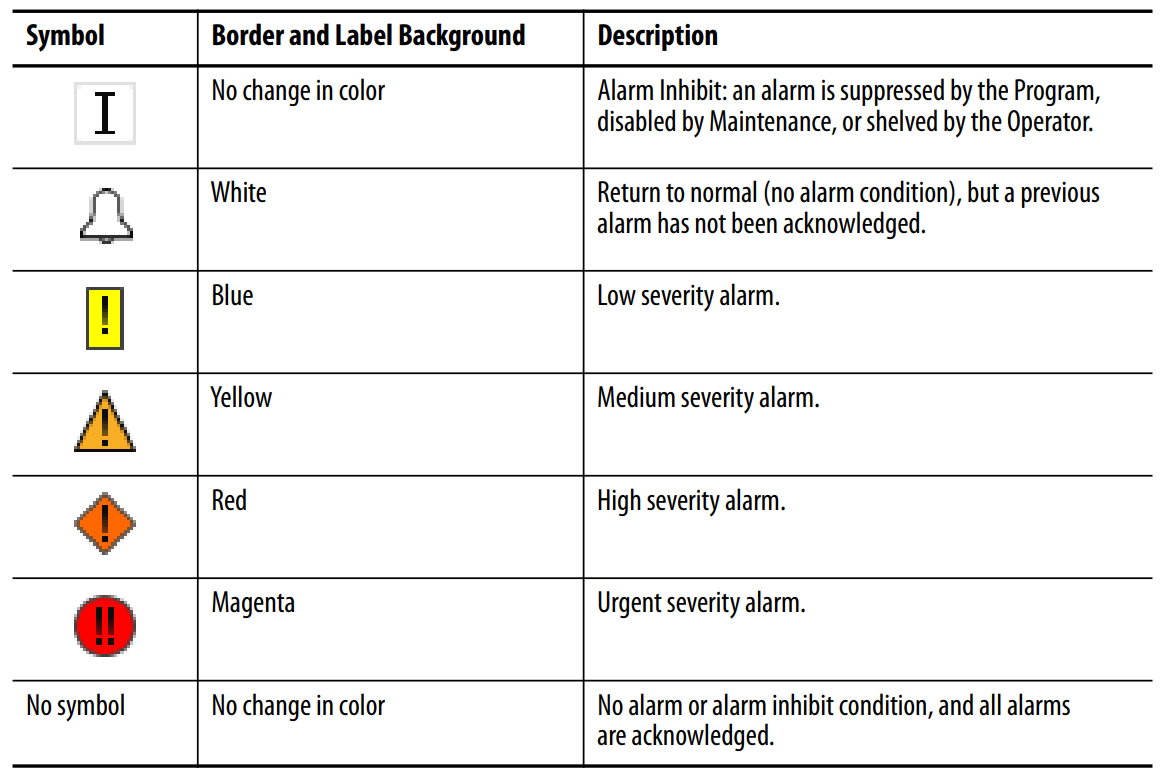 Symbol Border and Label Background Description
I No change in color Alarm Inhibit: an alarm is suppressed by the Program,
disabled by Maintenance, or shelved by the Operator.
White Return to normal (no alarm condition), but a previous
alarm has not been acknowledged.
! Blue Low severity alarm.
! Yellow Medium severity alarm.
! Red High severity alarm.
!! Magenta Urgent severity alarm.
No symbol No change in color No alarm or alarm inhibit condition, and all alarms
are acknowledged.